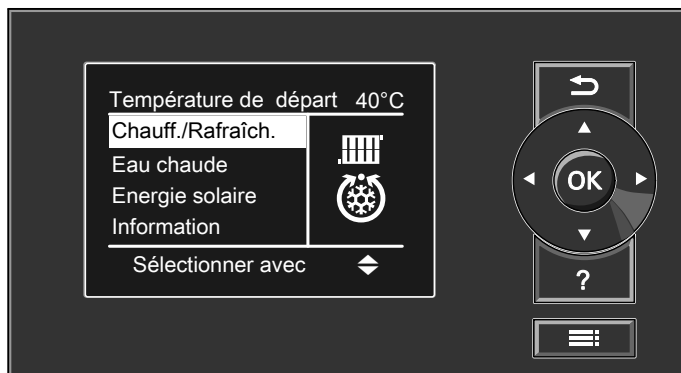 Température de départ 40°C
Chauff./Rafraîch.
Eau chaude
Energie solaire
Information
Sélectionner avec
OK
?